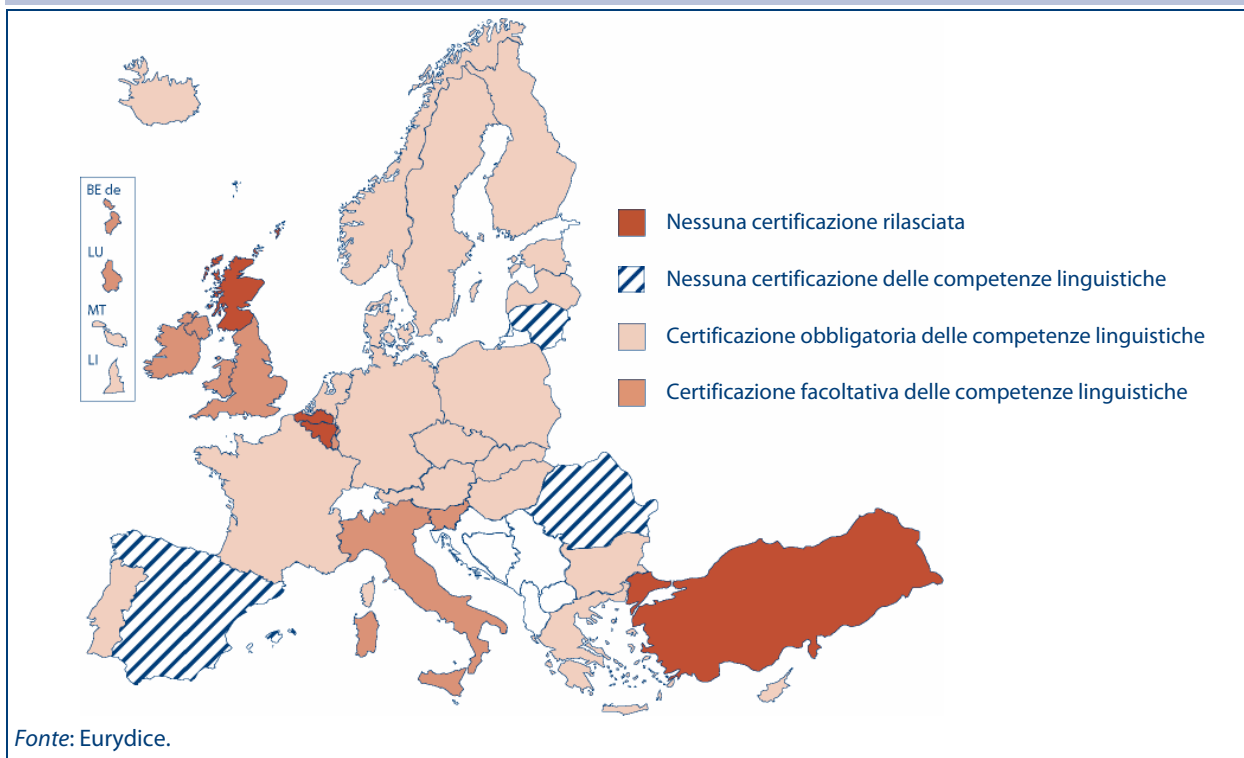 BE de
LU
MT
LI
Nessuna certificazione rilasciata
Nessuna certificazione delle competenze linguistiche
Certificazione obbligatoria delle competenze linguistiche
Certificazione facoltativa delle competenze linguistiche
Fonte: Eurydice.